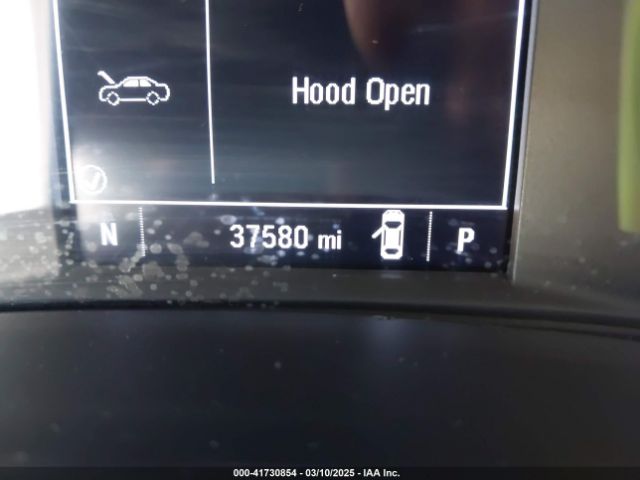 Hood Open
N 37580 mi P
000-41730854 - 03/10/2025 - IAA Inc.